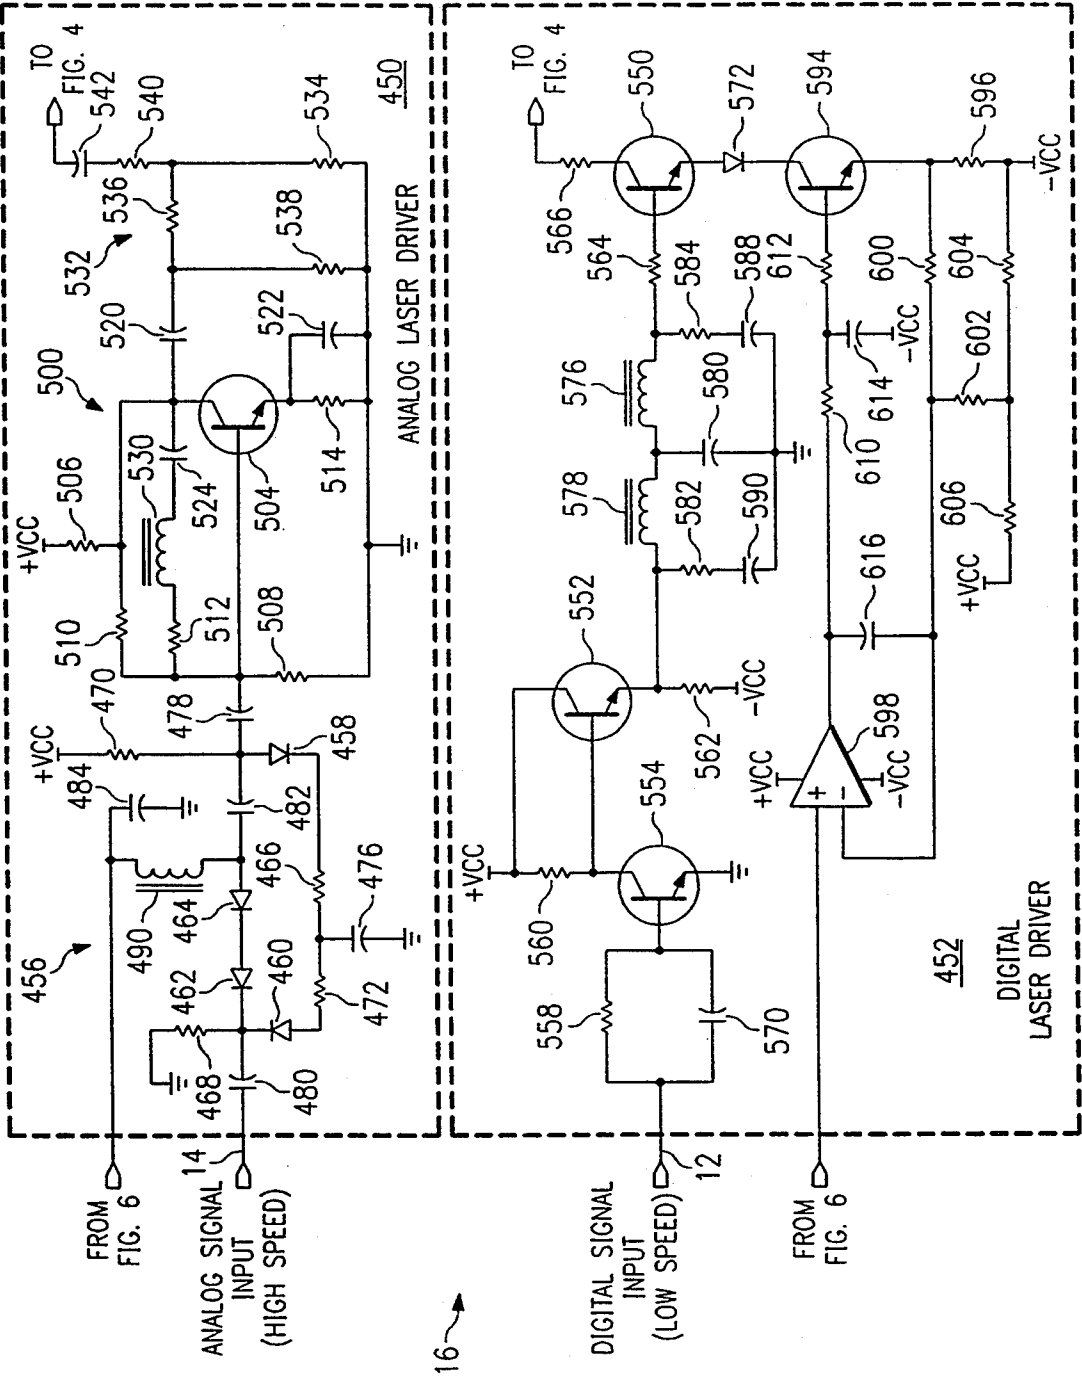 TO
FIG. 4
542
540
450
534
536
532
538
520
522
500
ANALOG LASER DRIVER
530
524
504
514
506
+VCC
510
512
508
470
478
+VCC
484
482
458
466
476
490
464
456
462
460
472
468
480
14
FROM
FIG. 6
ANALOG SIGNAL
INPUT
(HIGH SPEED)
16
TO
FIG. 4
550
572
594
596
566
-VCC
564
584
588
612
600
604
576
580
614
-VCC
602
578
582
590
610
606
552
616
+VCC
-VCC
562
598
554
+VCC
-VCC
+
-
+VCC
560
452
DIGITAL
LASER DRIVER
558
570
12
DIGITAL SIGNAL
INPUT
(LOW SPEED)
FROM
FIG. 6